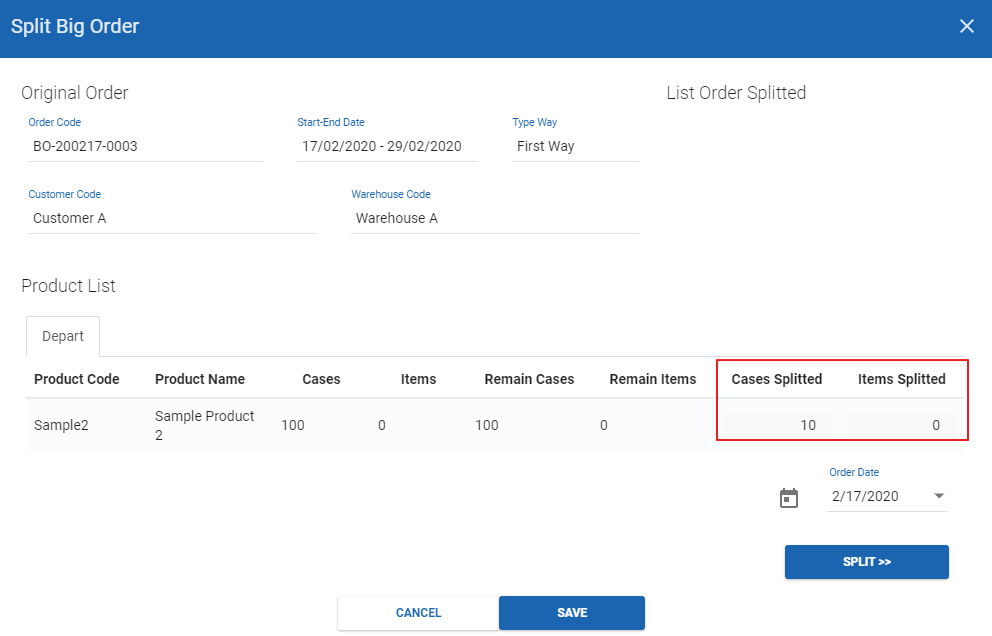 Split Big Order
Original Order
List Order Splitted
Order Code
Start-End Date
Type Way
BO-200217-0003
17/02/2020 - 29/02/2020
First Way
Customer Code
Warehouse Code
Customer A
Warehouse A
Product List
Depart
Product Code Product Name Cases Items Remain Cases Remain Items Cases Splitted Items Splitted
Sample2 Sample Product 100 0 100 0 10 0
2
Order Date
2/17/2020
SPLIT >>
CANCEL
SAVE